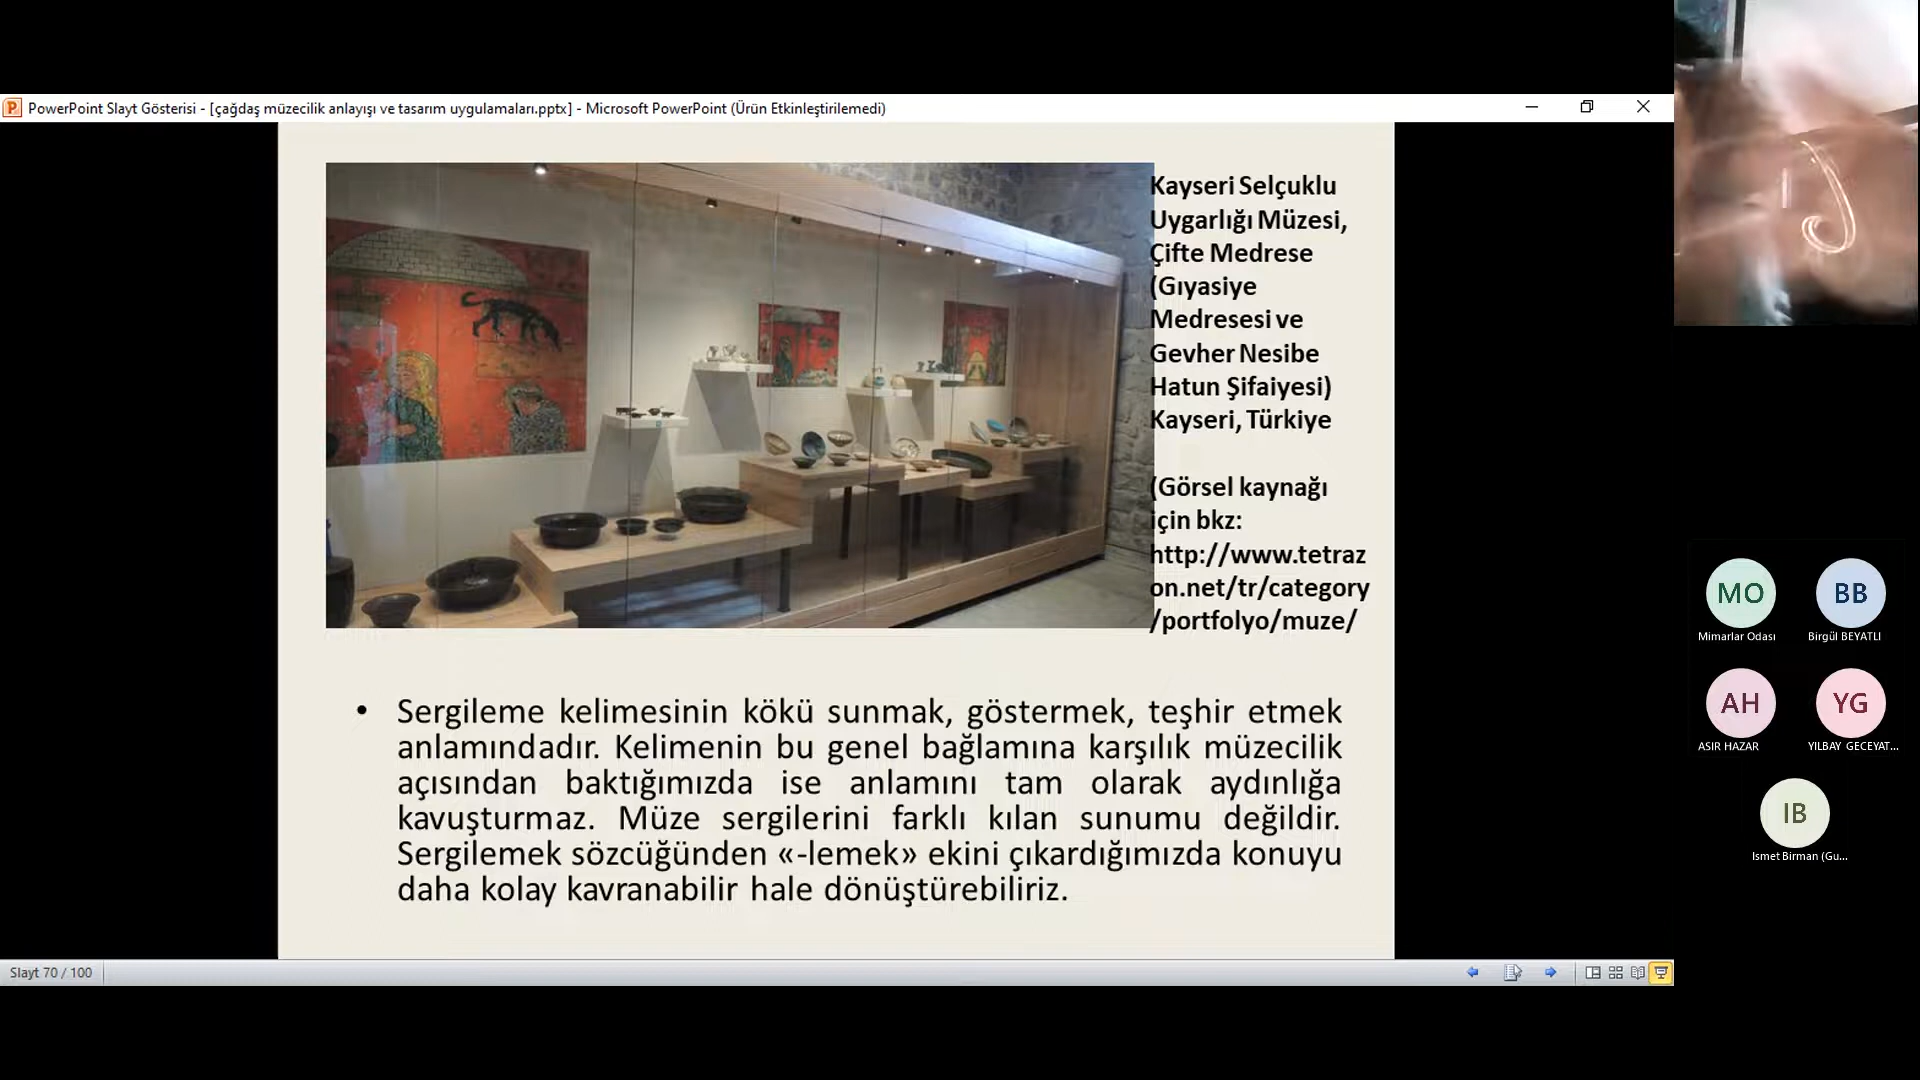 PowerPoint Slayt Gösterisi - [çağdaş müzecilik anlayışı ve tasarım uygulamaları.pptx] - Microsoft PowerPoint (Ürün Etkinleştirilemedi)
Kayseri Selçuklu
Uygarlığı Müzesi,
Çifte Medrese
(Gıyasiye
Medresesi ve
Gevher Nesibe
Hatun Şifaiyesi)
Kayseri, Türkiye
(Görsel kaynağı
için bkz:
http://www.tetraz
on.net/tr/category
/portfolyo/muze/
• Sergileme kelimesinin kökü sunmak, göstermek, teşhir etmek
anlamındadır. Kelimenin bu genel bağlamına karşılık müzecilik
açısından baktığımızda ise anlamını tam olarak aydınlığa
kavuşturmaz. Müze sergilerini farklı kılan sunumu değildir.
Sergilemek sözcüğünden «-lemek» ekini çıkardığımızda konuyu
daha kolay kavranabilir hale dönüştürebiliriz.
Slayt 70 / 100
MO
Mimarlar Odası
BB
Birgül BEYATLI
AH
ASIR HAZAR
YG
YILBAY GECEYAT...
IB
Ismet Birman (Gu...